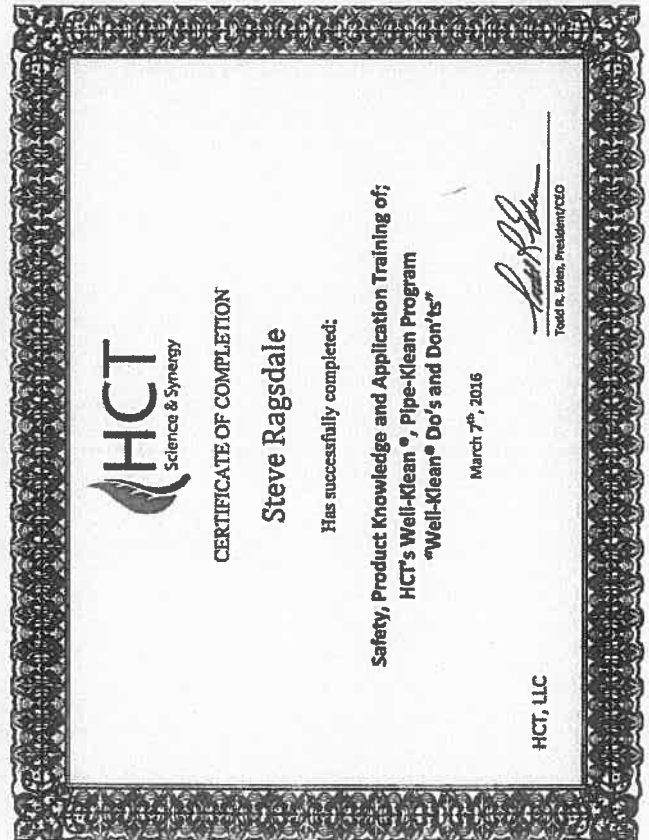 HCT
Science & Synergy
CERTIFICATE OF COMPLETION
Steve Ragsdale
Has successfully completed:
Safety, Product Knowledge and Application Training of;
HCT's Well-Klean®, Pipe-Klean Program
"Well-Klean® Do's and Don'ts"
March 7th, 2016
HCT, LLC
Todd R. Eden
Todd R. Eden, President/CEO